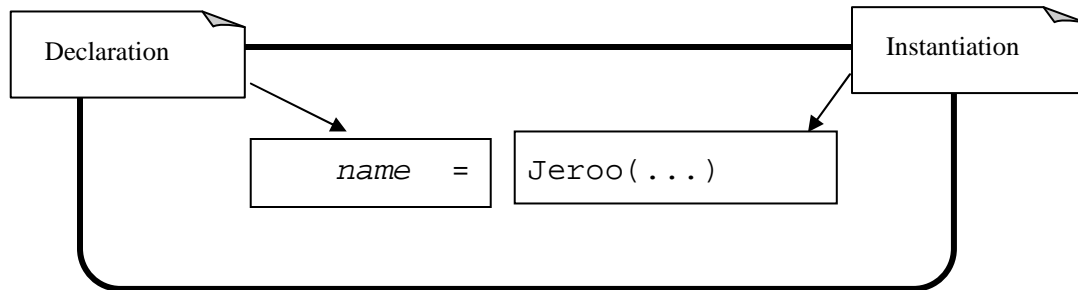 Declaration
Instantiation
name = Jeroo(...)